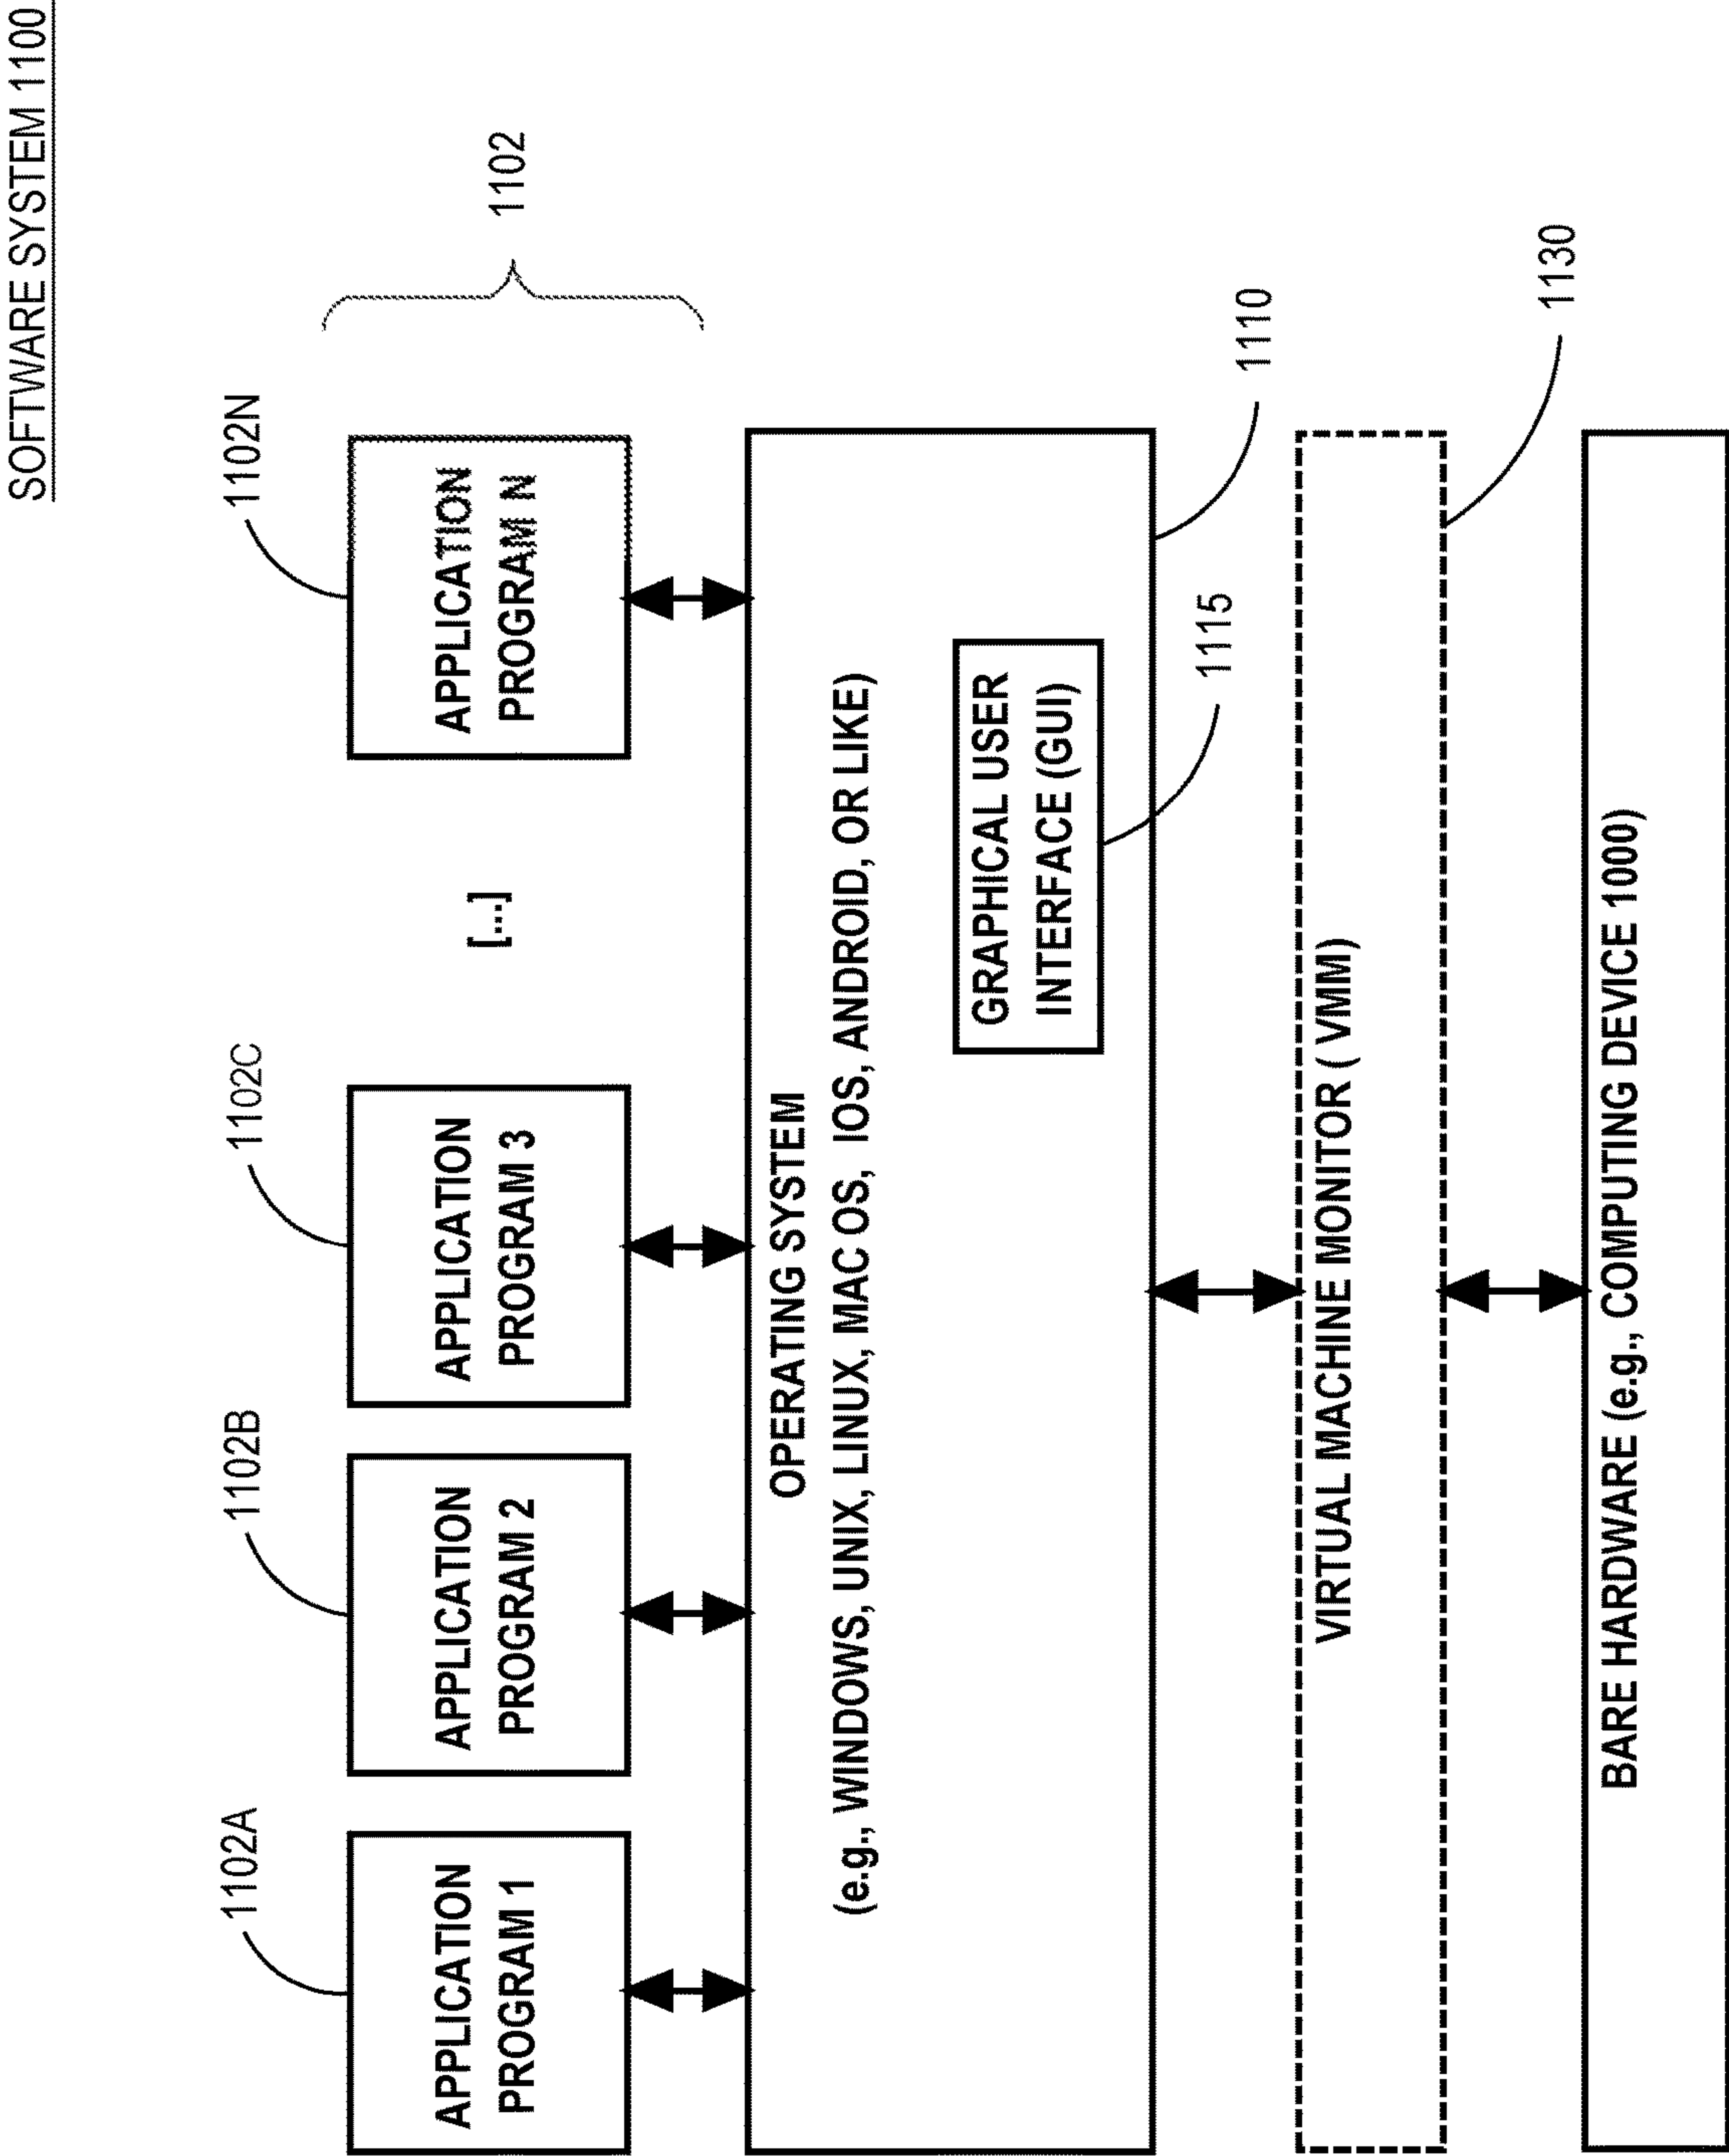 SOFTWARE SYSTEM 1100
1102A
1102B
1102C
1102N
1102
APPLICATION
PROGRAM 1
APPLICATION
PROGRAM 2
APPLICATION
PROGRAM 3
[...]
APPLICATION
PROGRAM N
OPERATING SYSTEM
(e.g., WINDOWS, UNIX, LINUX, MAC OS, IOS, ANDROID, OR LIKE)
GRAPHICAL USER
INTERFACE (GUI)
1115
1110
VIRTUAL MACHINE MONITOR ( VMM)
1130
BARE HARDWARE (e.g., COMPUTING DEVICE 1000)